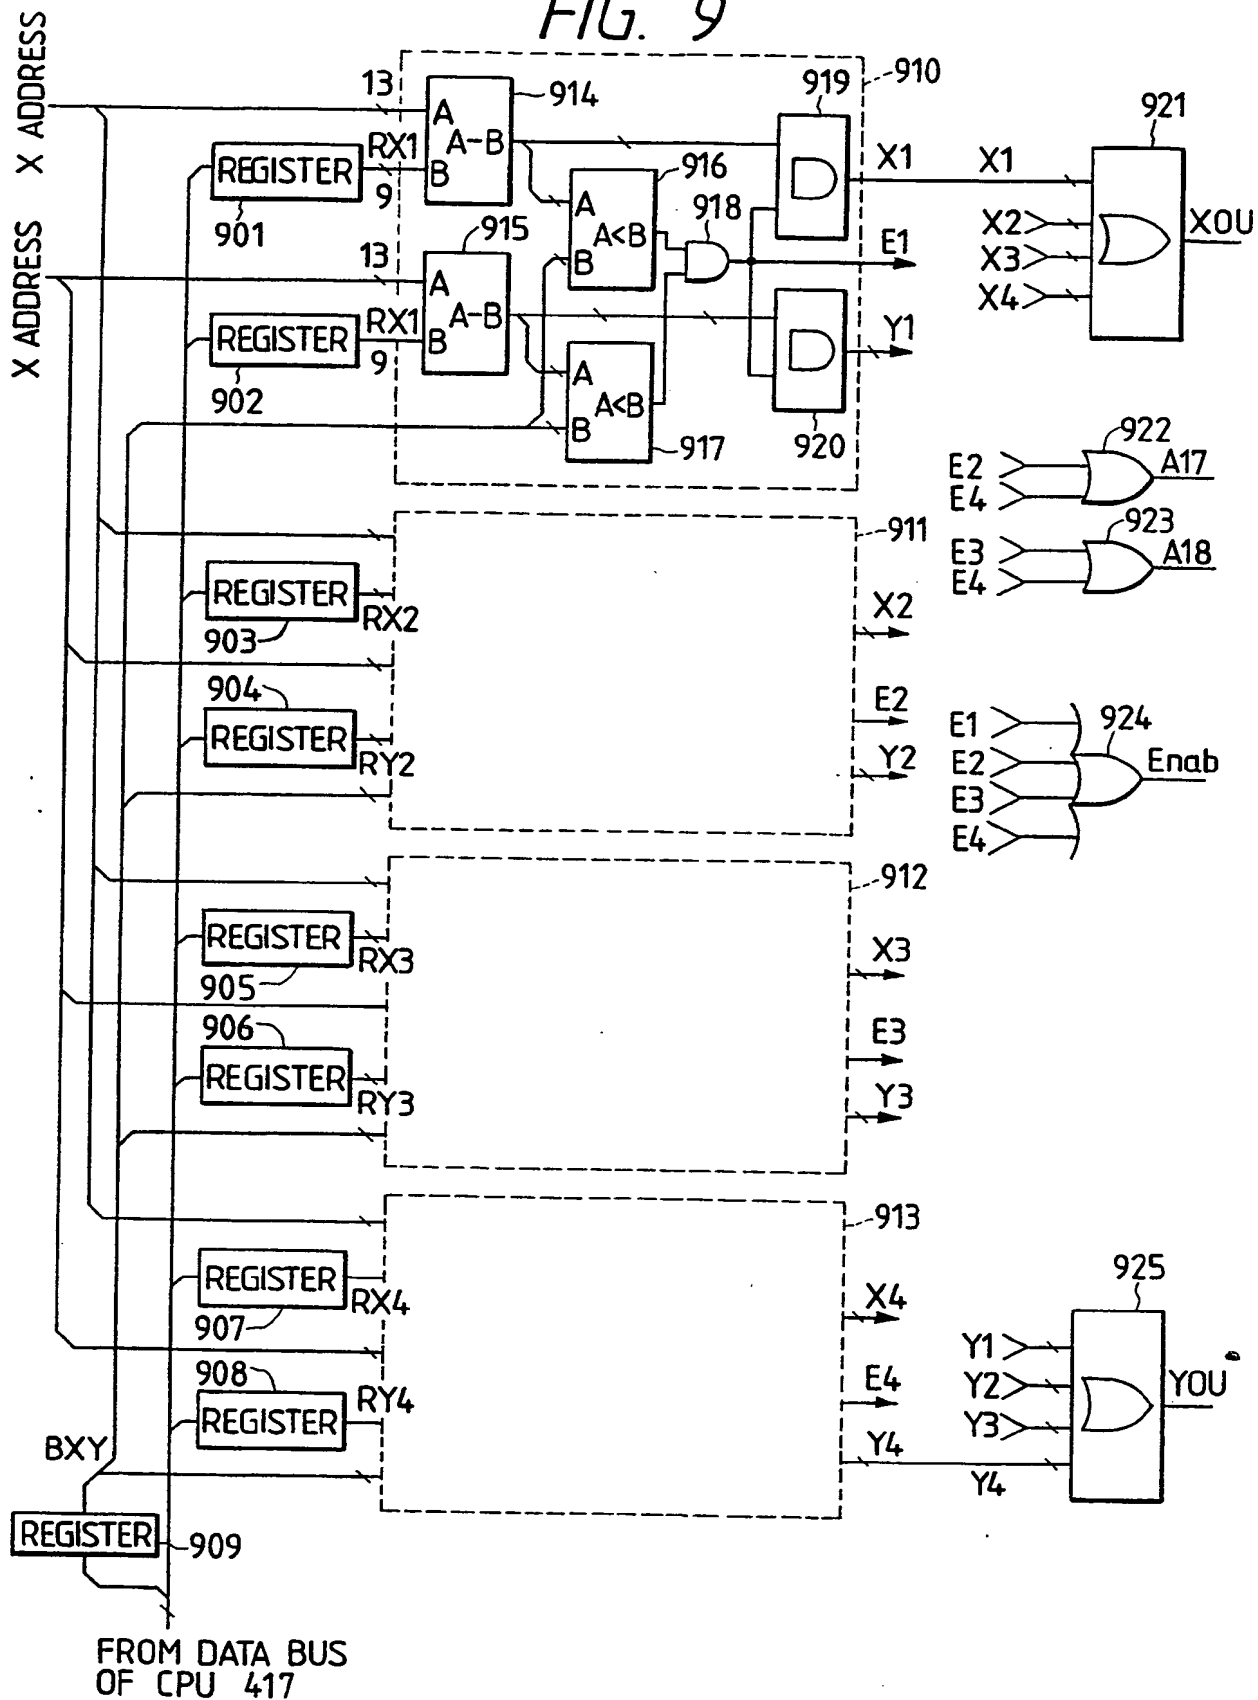 FIG. 9
X ADDRESS
X ADDRESS
13
914
910
919
921
A
A-B
B
RX1
9
REGISTER
901
916
A
A<B
B
918
X1
X1
X2
X3
X4
XOU
E1
13
915
A
A-B
B
RX1
9
REGISTER
902
A
A<B
B
917
920
Y1
922
E2
E4
A17
923
E3
E4
A18
911
REGISTER
903
RX2
904
REGISTER
RY2
X2
E2
Y2
E1
E2
E3
E4
924
Enab
912
REGISTER
905
RX3
906
REGISTER
RY3
X3
E3
Y3
913
REGISTER
907
RX4
908
REGISTER
RY4
X4
E4
Y4
925
Y1
Y2
Y3
Y4
YOU
BXY
REGISTER
909
FROM DATA BUS
OF CPU 417